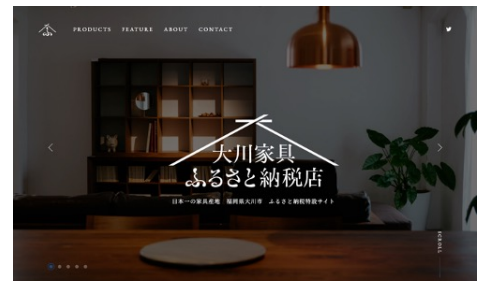 PRODUCTS FEATURE ABOUT CONTACT
大川家具
ふるさと納税店
日本一の家具産地 福岡県大川市 ふるさと納税特設サイト
SCROLL